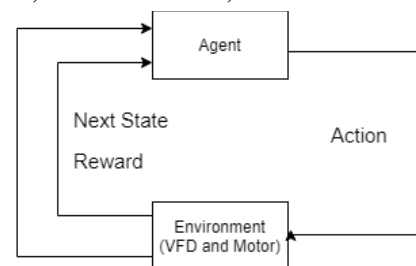 Agent
Next State
Reward
Action
Environment
(VFD and Motor)